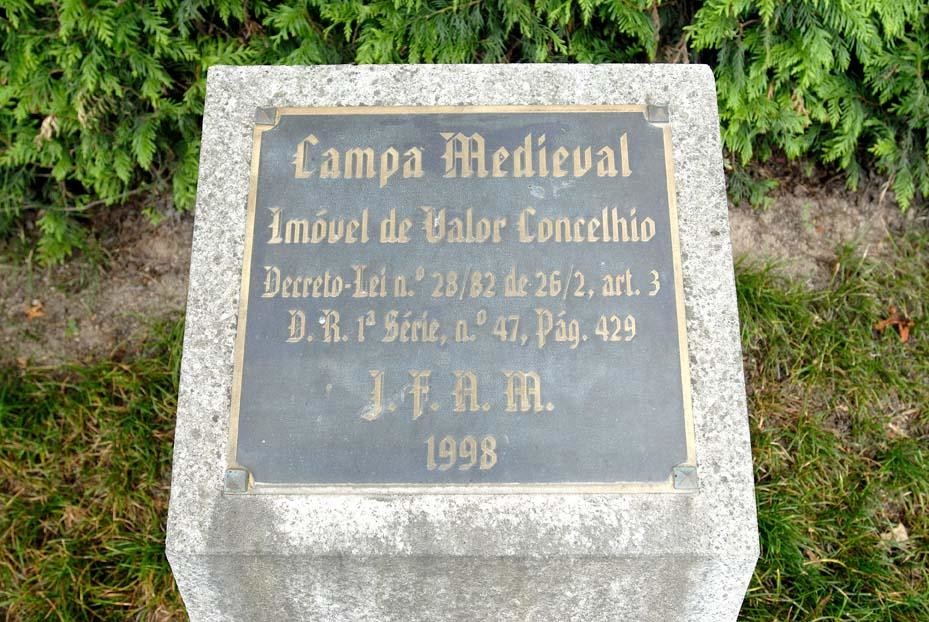 Campa Medieval
Imóvel de Valor Concelhio
Decreto-Lei n.º 28/82 de 26/2, art. 3
D. R. 1ª Série, n.º 47, Pág. 429
J. F. A. M.
1998